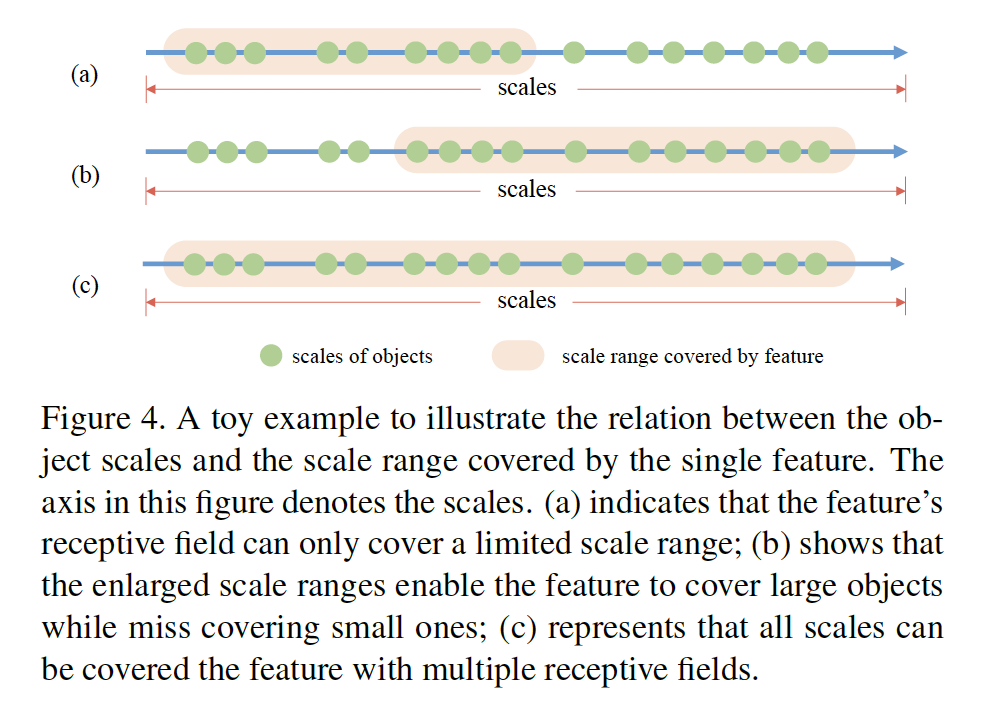 (a)
scales
(b)
scales
(c)
scales
scales of objects
scale range covered by feature
Figure 4. A toy example to illustrate the relation between the ob-
ject scales and the scale range covered by the single feature. The
axis in this figure denotes the scales. (a) indicates that the feature's
receptive field can only cover a limited scale range; (b) shows that
the enlarged scale ranges enable the feature to cover large objects
while miss covering small ones; (c) represents that all scales can
be covered the feature with multiple receptive fields.